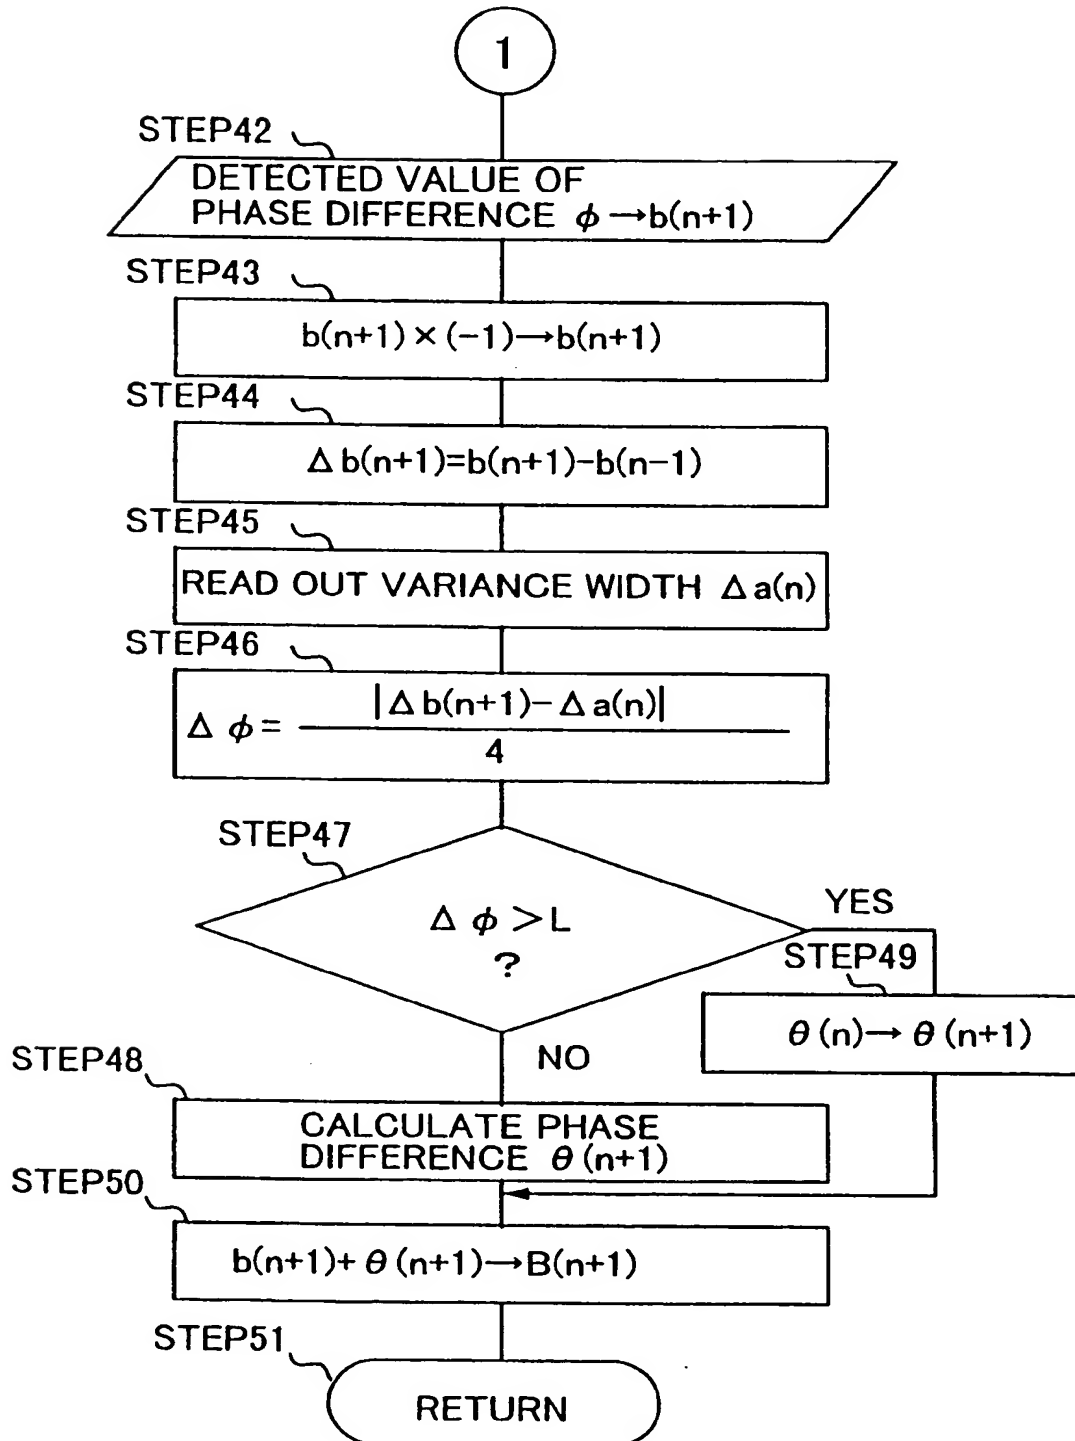 1
STEP42
DETECTED VALUE OF
PHASE DIFFERENCE ϕ→b(n+1)
STEP43
b(n+1)×(−1)→b(n+1)
STEP44
Δb(n+1)=b(n+1)-b(n-1)
STEP45
READ OUT VARIANCE WIDTH Δa(n)
STEP46
Δϕ= |Δb(n+1)-Δa(n)|
4
STEP47
Δϕ>L
?
YES
STEP49
θ(n)→θ(n+1)
NO
STEP48
CALCULATE PHASE
DIFFERENCE θ(n+1)
STEP50
b(n+1)+θ(n+1)→B(n+1)
STEP51
RETURN